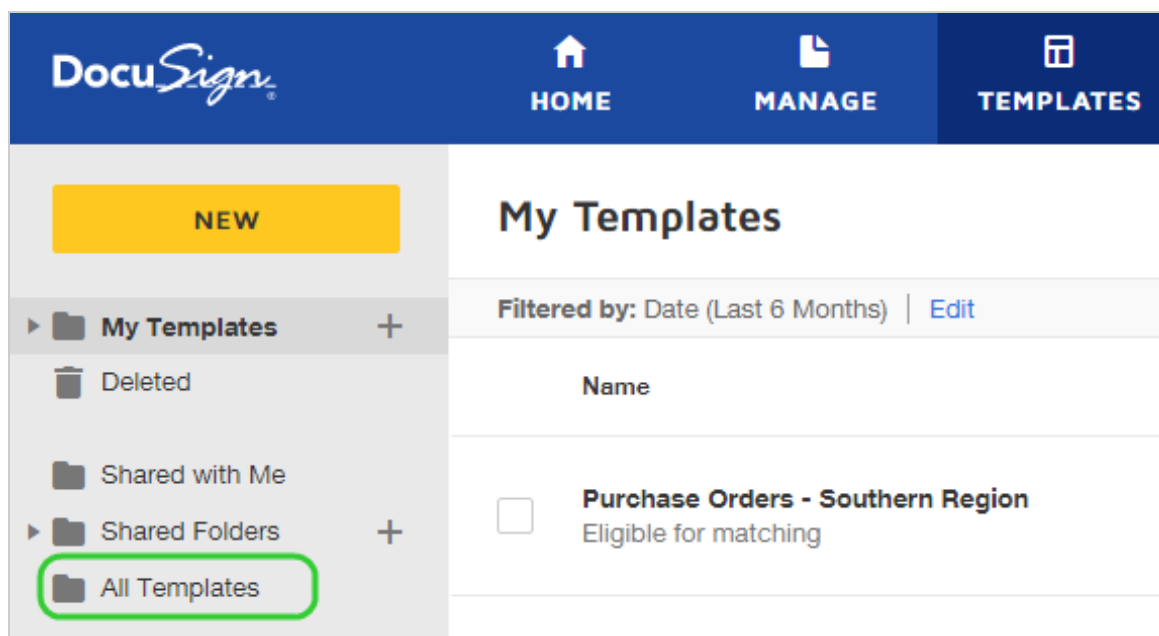 DocuSign®
HOME
MANAGE
TEMPLATES
NEW
My Templates
Deleted
Shared with Me
Shared Folders
All Templates
My Templates
Filtered by: Date (Last 6 Months) | Edit
Name
Purchase Orders - Southern Region
Eligible for matching